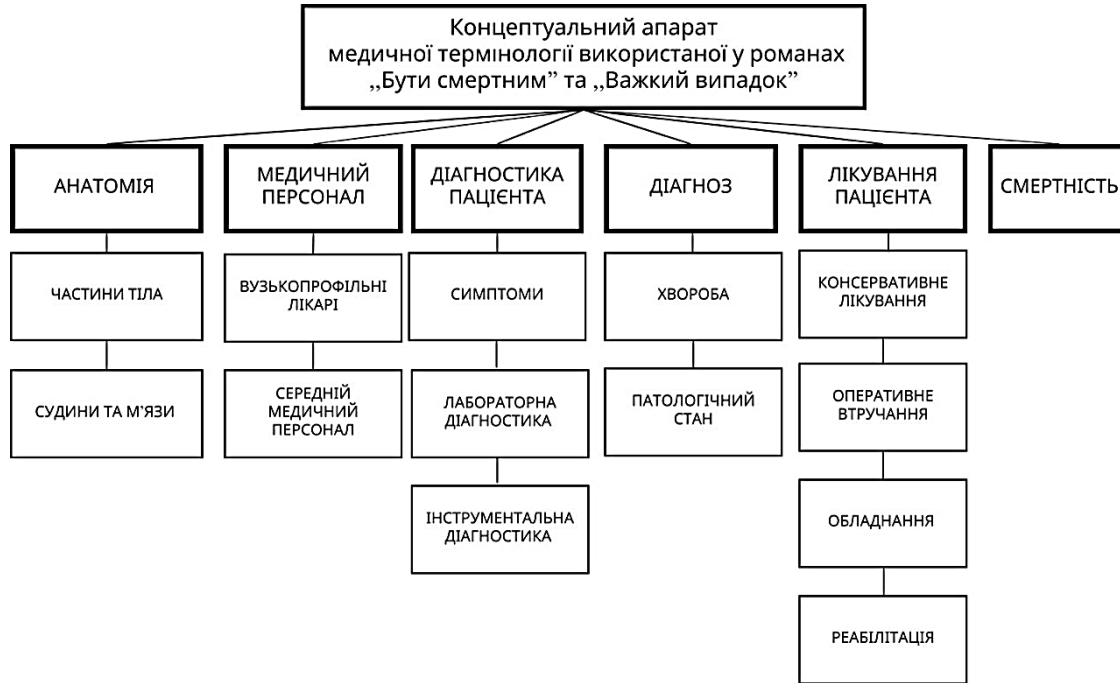 Концептуальний апарат
медичної термінології використаної у романах
„Бути смертним” та „Важкий випадок”
АНАТОМІЯ
МЕДИЧНИЙ
ПЕРСОНАЛ
ДІАГНОСТИКА
ПАЦІЄНТА
ДІАГНОЗ
ЛІКУВАННЯ
ПАЦІЄНТА
СМЕРТНІСТЬ
ЧАСТИНИ ТІЛА
ВУЗЬКОПРОФІЛЬНІ
ЛІКАРІ
СИМПТОМИ
ХВОРОБА
КОНСЕРВАТИВНЕ
ЛІКУВАННЯ
СУДИНИ ТА М'ЯЗИ
СЕРЕДНІЙ
МЕДИЧНИЙ
ПЕРСОНАЛ
ЛАБОРАТОРНА
ДІАГНОСТИКА
ПАТОЛОГІЧНИЙ
СТАН
ОПЕРАТИВНЕ
ВТРУЧАННЯ
ІНСТРУМЕНТАЛЬНА
ДІАГНОСТИКА
ОБЛАДНАННЯ
РЕАБІЛІТАЦІЯ